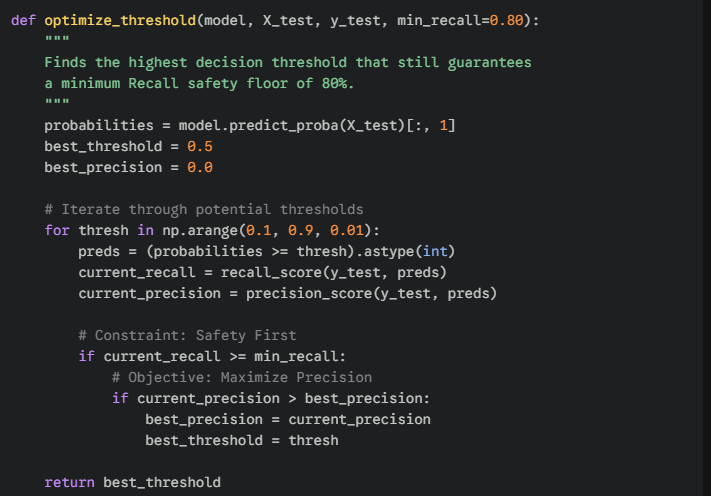 def optimize_threshold(model, X_test, y_test, min_recall=0.80):
    """
    Finds the highest decision threshold that still guarantees
    a minimum Recall safety floor of 80%.
    """
    probabilities = model.predict_proba(X_test)[:, 1]
    best_threshold = 0.5
    best_precision = 0.0

    # Iterate through potential thresholds
    for thresh in np.arange(0.1, 0.9, 0.01):
        preds = (probabilities >= thresh).astype(int)
        current_recall = recall_score(y_test, preds)
        current_precision = precision_score(y_test, preds)

        # Constraint: Safety First
        if current_recall >= min_recall:
            # Objective: Maximize Precision
            if current_precision > best_precision:
                best_precision = current_precision
                best_threshold = thresh

    return best_threshold